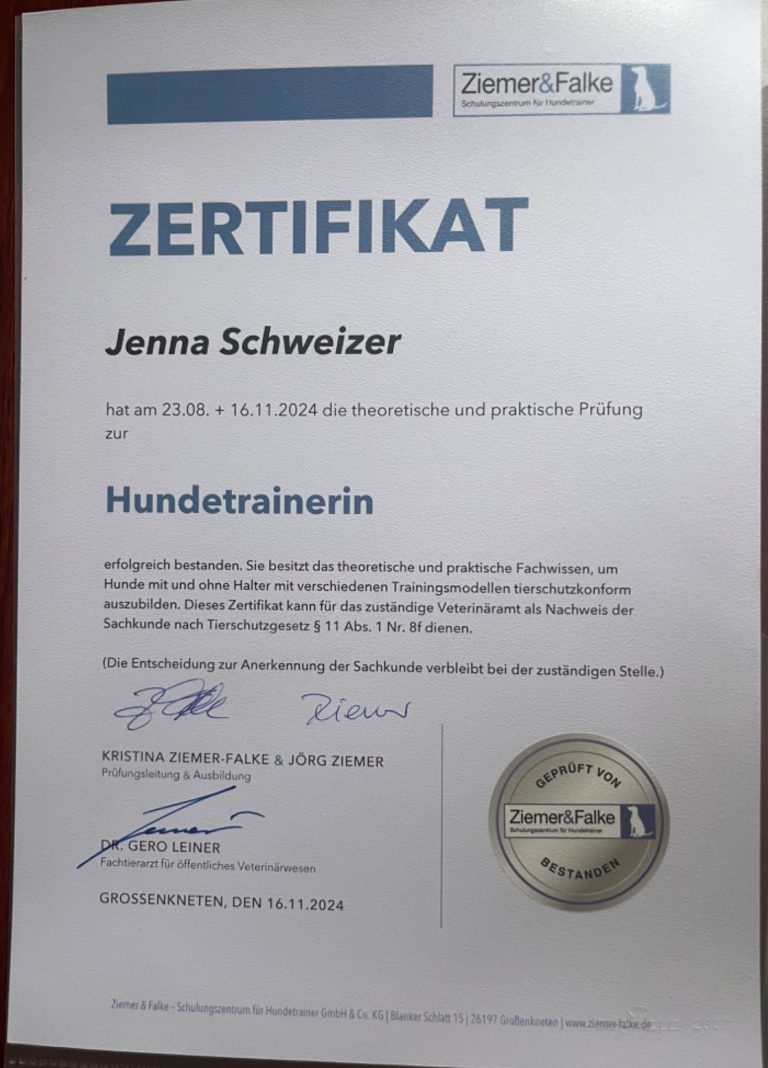 Ziemer&Falke
Schulungszentrum für Hundetrainer
ZERTIFIKAT
Jenna Schweizer
hat am 23.08. + 16.11.2024 die theoretische und praktische Prüfung
zur
Hundetrainerin
erfolgreich bestanden. Sie besitzt das theoretische und praktische Fachwissen, um
Hunde mit und ohne Halter mit verschiedenen Trainingsmodellen tierschutzkonform
auszubilden. Dieses Zertifikat kann für das zuständige Veterinäramt als Nachweis der
Sachkunde nach Tierschutzgesetz § 11 Abs. 1 Nr. 8f dienen.
(Die Entscheidung zur Anerkennung der Sachkunde verbleibt bei der zuständigen Stelle.)
Ziemer
KRISTINA ZIEMER-FALKE & JÖRG ZIEMER
Prüfungsleitung & Ausbildung
DR. GERO LEINER
Fachtierarzt für öffentliches Veterinärwesen
GROSSENKNETEN, DEN 16.11.2024
GEPRÜFT VON
Ziemer&Falke
Schulungszentrum für Hundetrainer
BESTANDEN
Ziemer & Falke - Schulungszentrum für Hundetrainer GmbH & Co. KG | Blanker Schlatt 15 | 26197 Großenkneten | www.ziemer-falke.de